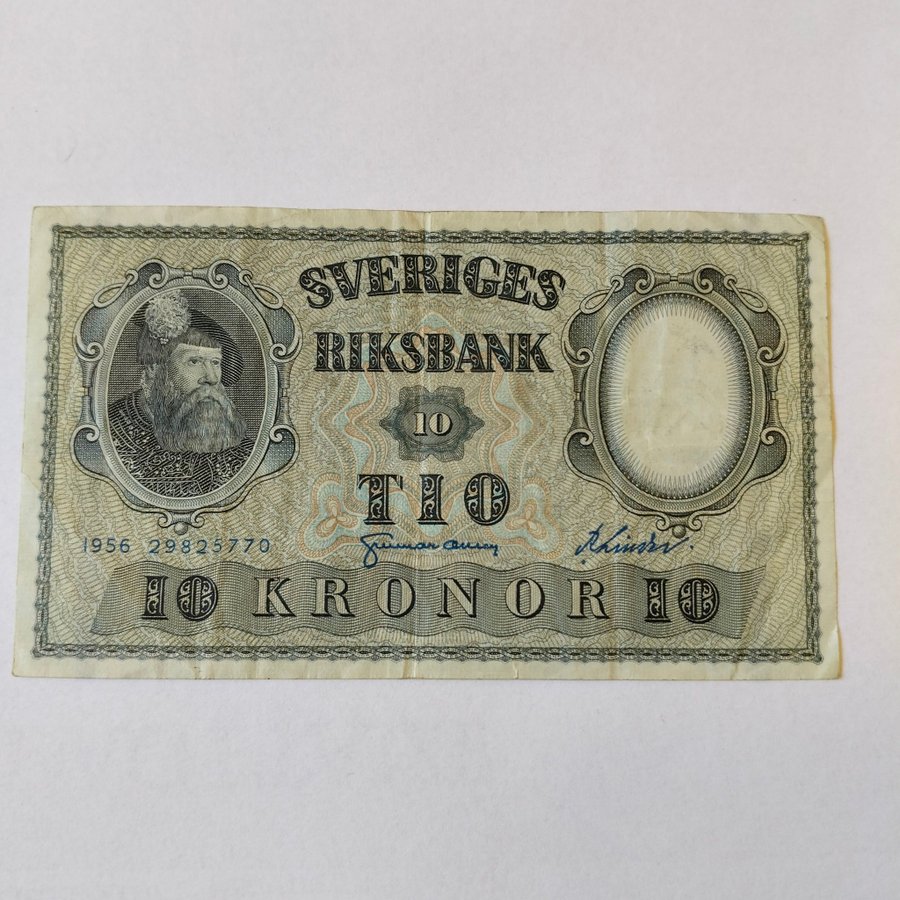 SVERIGES
RIKSBANK
10
TIO
1956 29825770
10 KRONOR 10